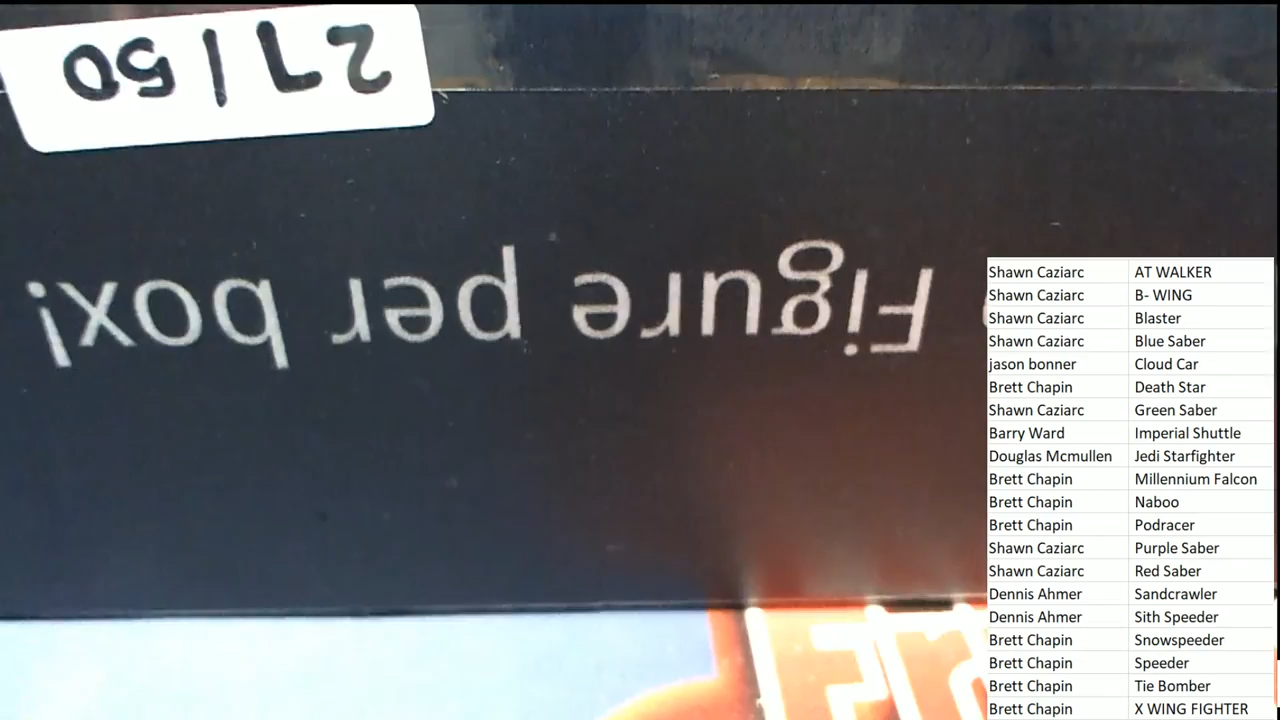 27/50
Figure per box!
Shawn Caziarc AT WALKER
Shawn Caziarc B- WING
Shawn Caziarc Blaster
Shawn Caziarc Blue Saber
jason bonner Cloud Car
Brett Chapin Death Star
Shawn Caziarc Green Saber
Barry Ward Imperial Shuttle
Douglas Mcmullen Jedi Starfighter
Brett Chapin Millennium Falcon
Brett Chapin Naboo
Brett Chapin Podracer
Shawn Caziarc Purple Saber
Shawn Caziarc Red Saber
Dennis Ahmer Sandcrawler
Dennis Ahmer Sith Speeder
Brett Chapin Snowspeeder
Brett Chapin Speeder
Brett Chapin Tie Bomber
Brett Chapin X WING FIGHTER